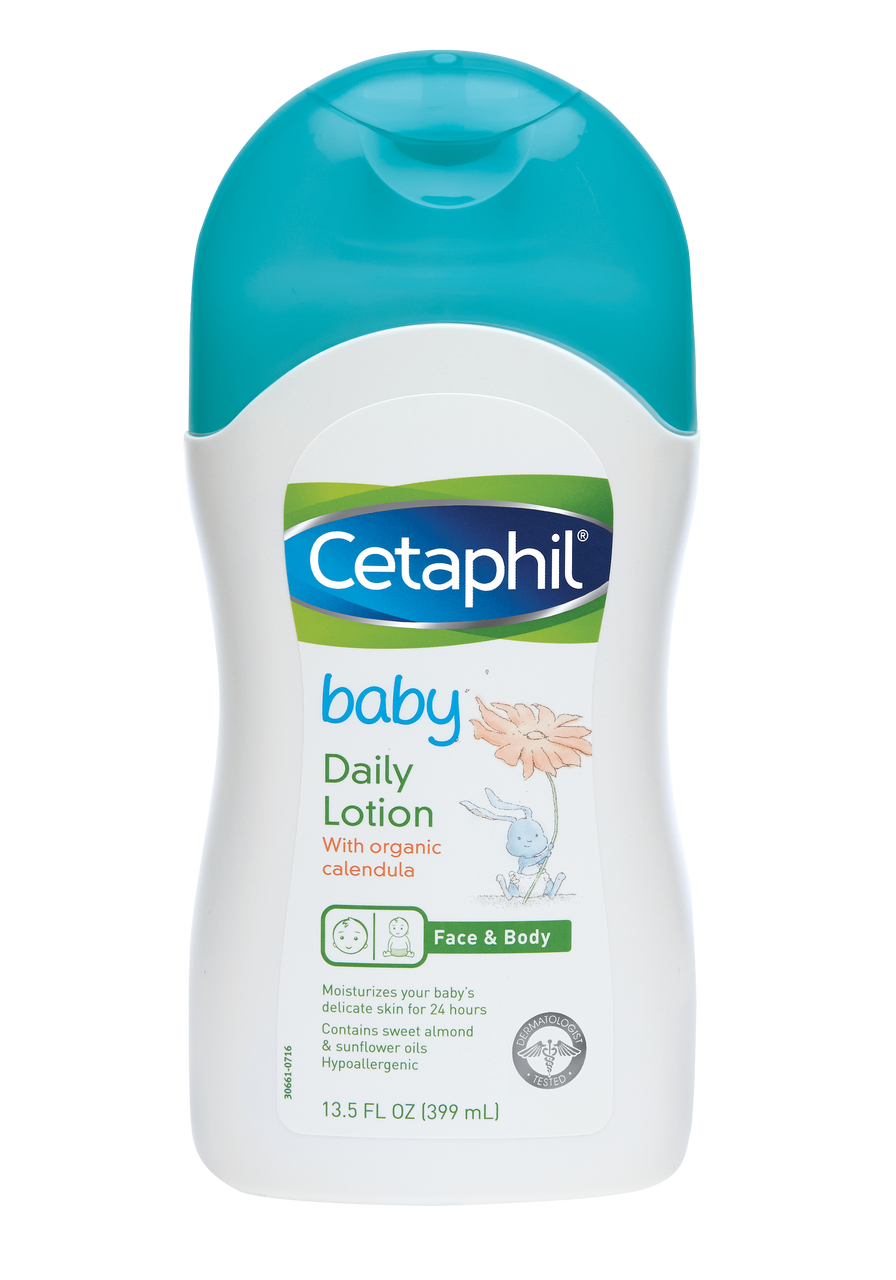 Cetaphil®
baby
Daily
Lotion
With organic
calendula
Face & Body
Moisturizes your baby's
delicate skin for 24 hours
Contains sweet almond
& sunflower oils
Hypoallergenic
DERMATOLOGIST
• TESTED •
30661-0716
13.5 FL OZ (399 mL)